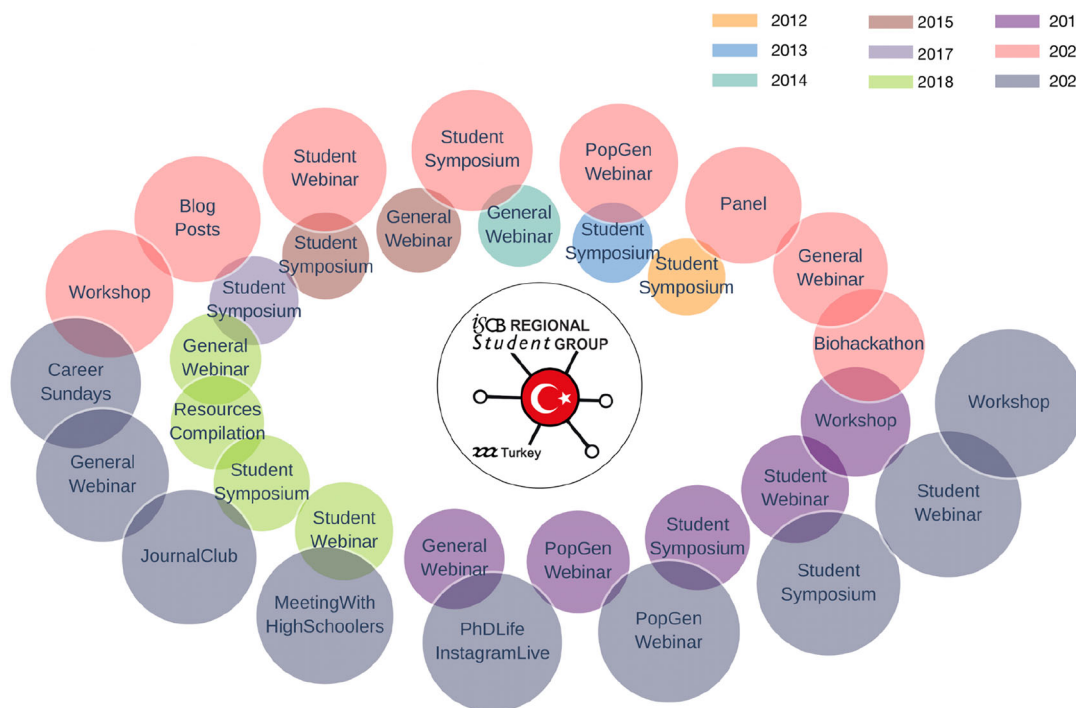 2012
2015
201
2013
2017
202
2014
2018
202
Student
Symposium
Student
Webinar
PopGen
Webinar
Blog
Posts
Panel
General
Webinar
General
Webinar
Student
Symposium
Student
Symposium
Student
Symposium
General
Webinar
Workshop
Student
Symposium
iSCB REGIONAL
Student GROUP
Turkey
General
Webinar
Biohackathon
Career
Sundays
Workshop
Resources
Compilation
Workshop
General
Webinar
Student
Symposium
Student
Webinar
Student
Webinar
Student
Webinar
Student
Symposium
JournalClub
General
Webinar
PopGen
Webinar
Student
Symposium
MeetingWith
HighSchoolers
PhDLife
InstagramLive
PopGen
Webinar